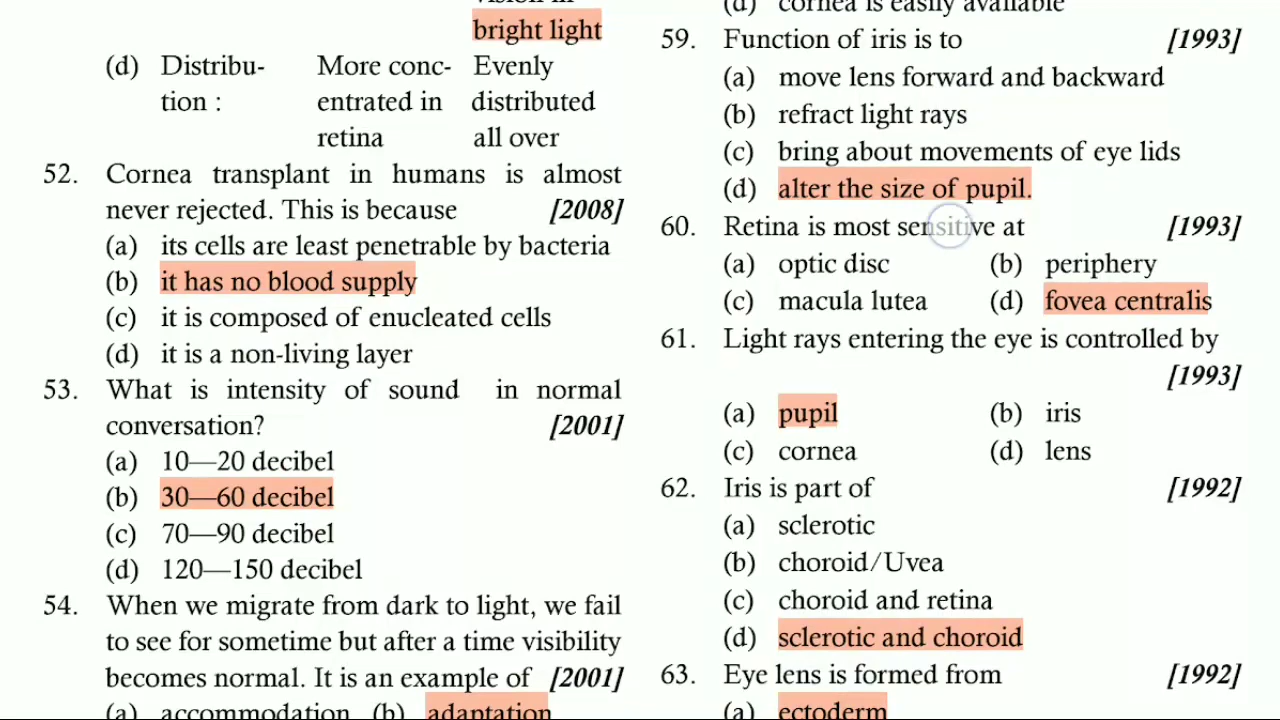 vision in
bright light
(d) Distribu- More conc- Evenly
tion : entrated in distributed
retina all over
52. Cornea transplant in humans is almost
never rejected. This is because [2008]
(a) its cells are least penetrable by bacteria
(b) it has no blood supply
(c) it is composed of enucleated cells
(d) it is a non-living layer
53. What is intensity of sound in normal
conversation? [2001]
(a) 10—20 decibel
(b) 30—60 decibel
(c) 70—90 decibel
(d) 120—150 decibel
54. When we migrate from dark to light, we fail
to see for sometime but after a time visibility
becomes normal. It is an example of [2001]
(a) accommodation (b) adaptation
(d) cornea is easily available
59. Function of iris is to [1993]
(a) move lens forward and backward
(b) refract light rays
(c) bring about movements of eye lids
(d) alter the size of pupil.
60. Retina is most sensitive at [1993]
(a) optic disc (b) periphery
(c) macula lutea (d) fovea centralis
61. Light rays entering the eye is controlled by
[1993]
(a) pupil (b) iris
(c) cornea (d) lens
62. Iris is part of [1992]
(a) sclerotic
(b) choroid/Uvea
(c) choroid and retina
(d) sclerotic and choroid
63. Eye lens is formed from [1992]
(a) ectoderm